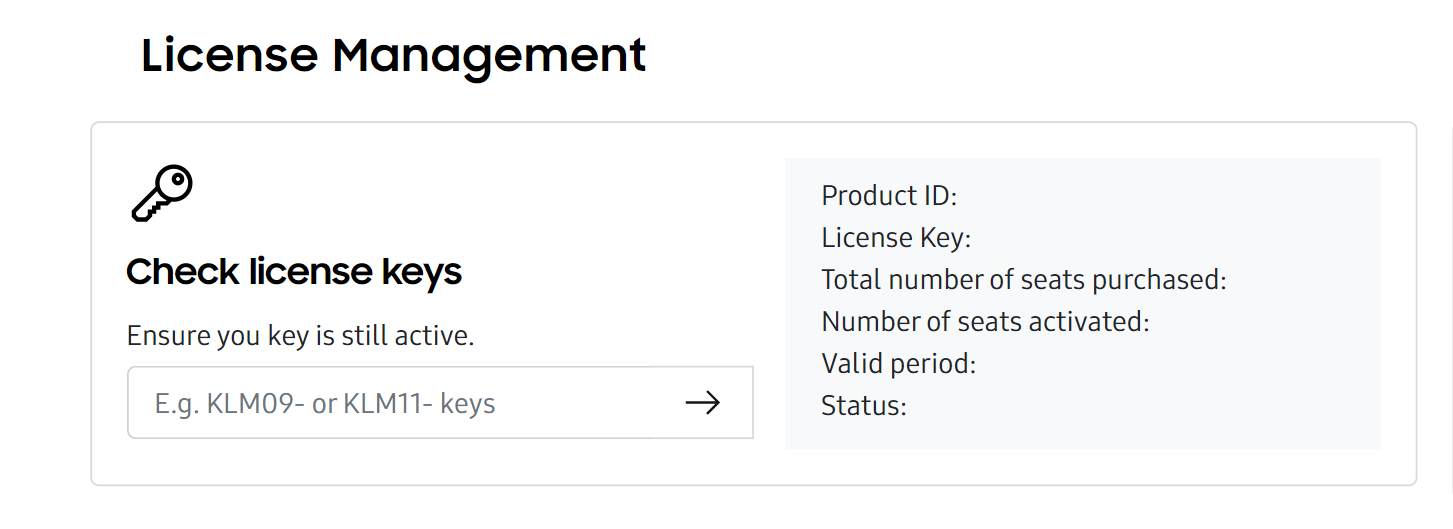 License Management
Check license keys
Ensure you key is still active.
E.g. KLM09- or KLM11- keys
Product ID:
License Key:
Total number of seats purchased:
Number of seats activated:
Valid period:
Status: